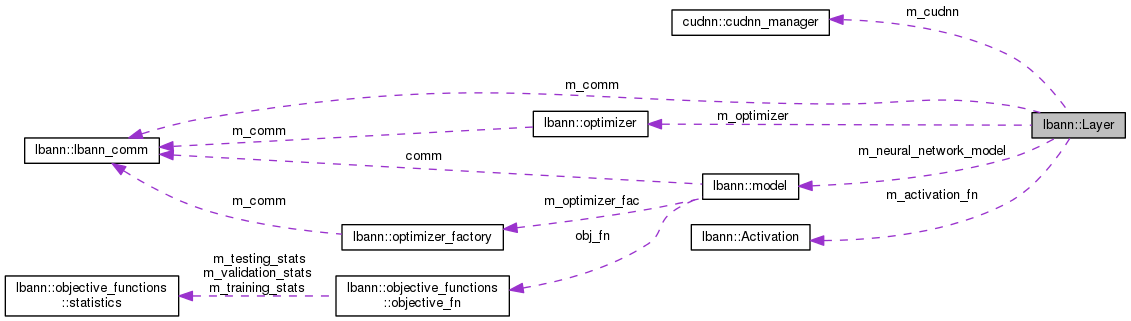 cudnn::cudnn_manager
m_cudnn
m_comm
lbann::optimizer
m_optimizer
lbann::Layer
m_comm
lbann::lbann_comm
comm
m_neural_network_model
lbann::model
m_activation_fn
m_comm
m_optimizer_fac
lbann::optimizer_factory
obj_fn
lbann::Activation
m_testing_stats
m_validation_stats
m_training_stats
lbann::objective_functions
::statistics
lbann::objective_functions
::objective_fn